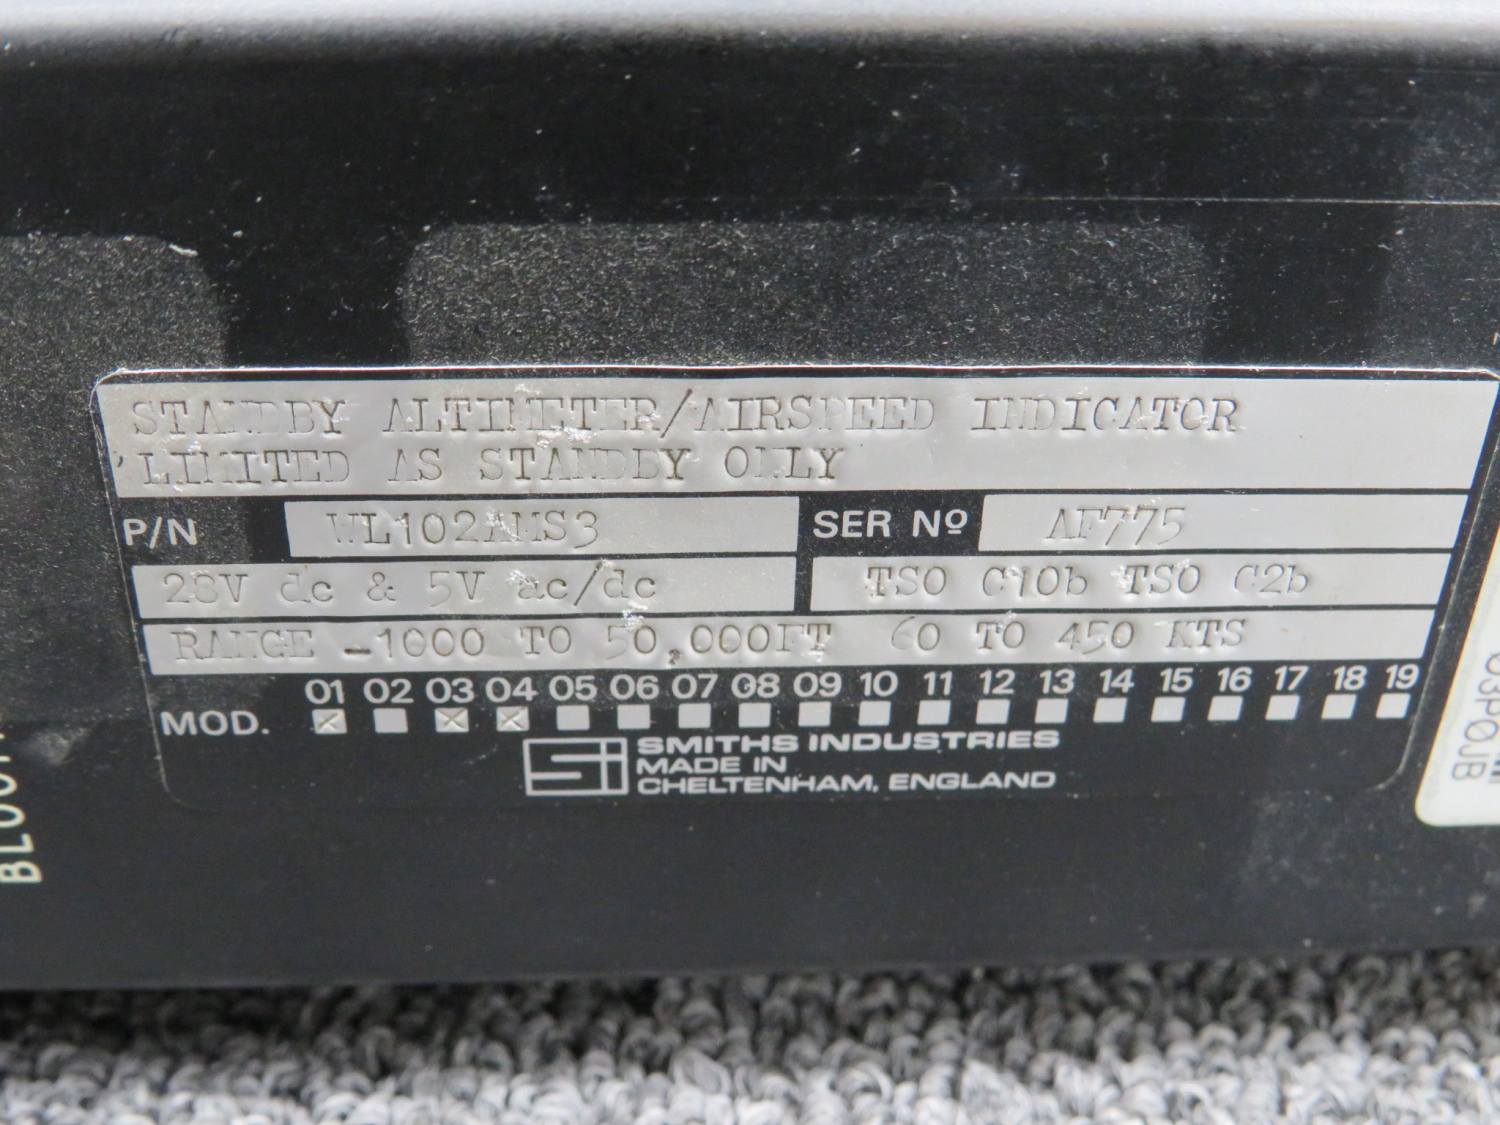 STANDBY ALTIMETER/AIRSPEED INDICATOR
LIMITED AS STANDBY ONLY
P/N WL102AMS3 SER Nº AF775
28V dc & 5V ac/dc TSO C10b TSO C2b
RANGE -1000 TO 50,000FT 60 TO 450 KTS
01 02 03 04 05 06 07 08 09 10 11 12 13 14 15 16 17 18 19
MOD.
Si SMITHS INDUSTRIES
MADE IN
CHELTENHAM, ENGLAND